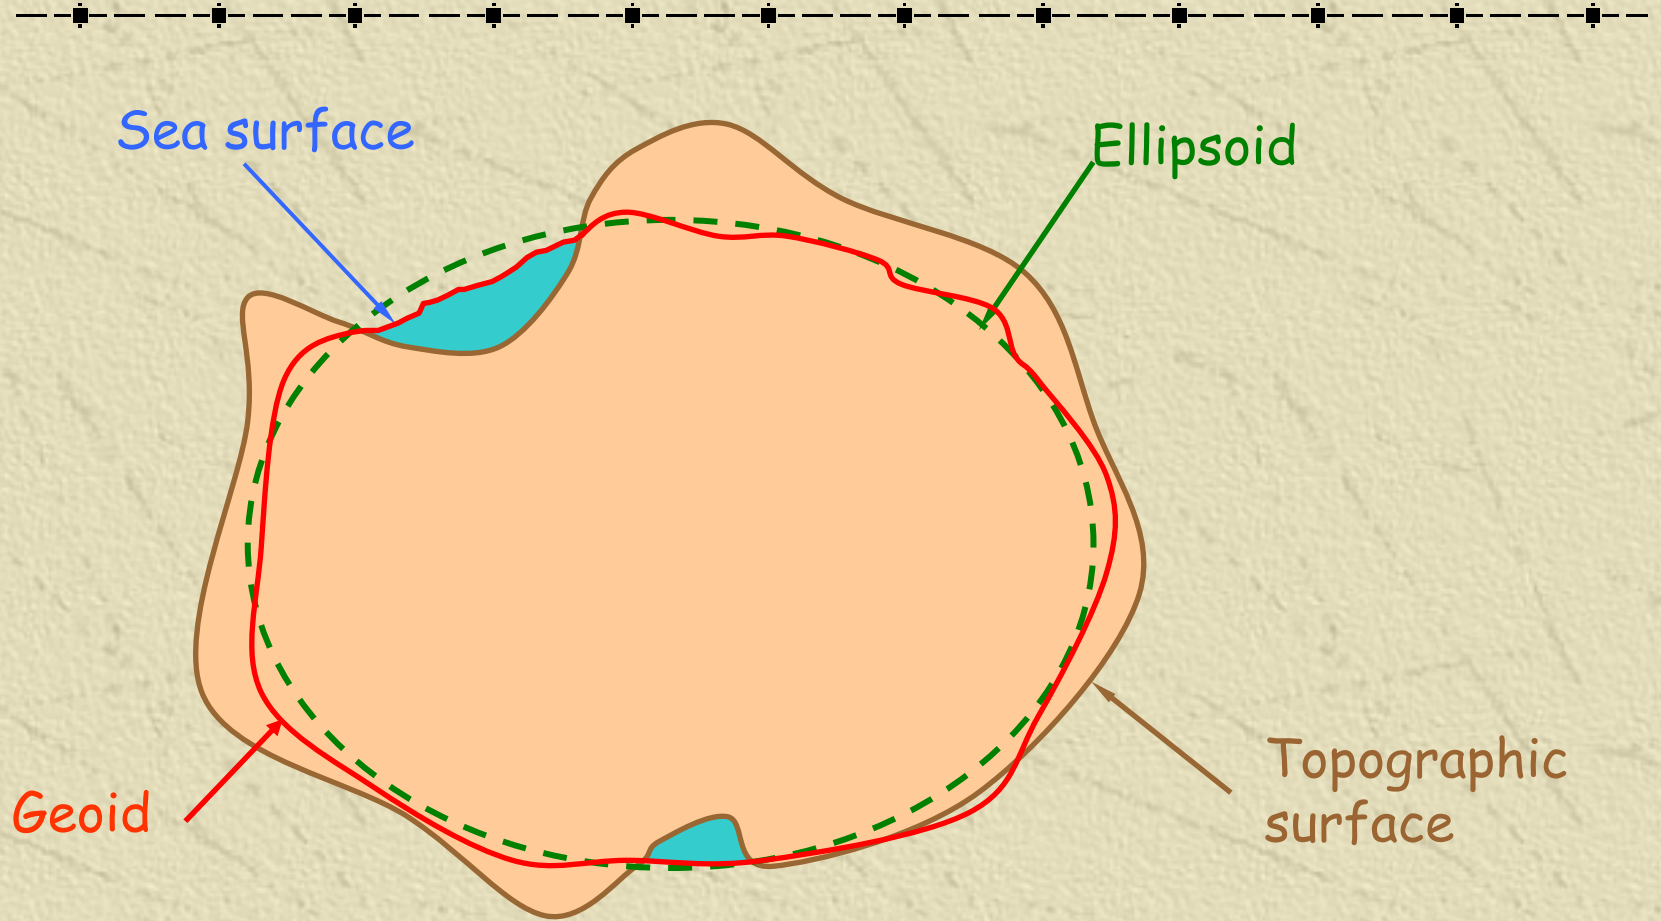 Sea surface
Ellipsoid
Geoid
Topographic
surface